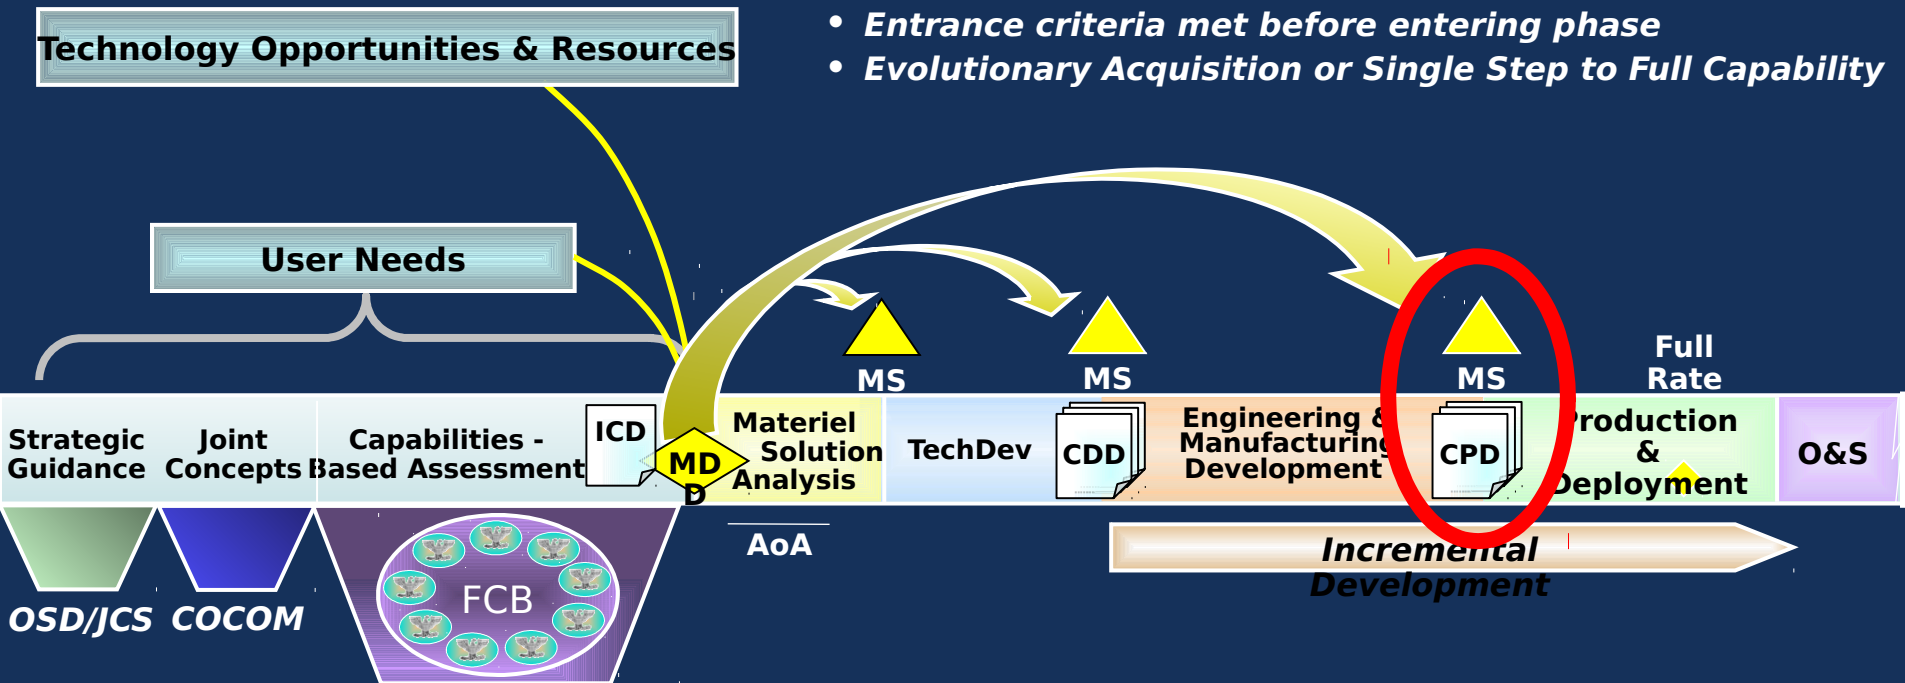 Technology Opportunities & Resources
• Entrance criteria met before entering phase
• Evolutionary Acquisition or Single Step to Full Capability
User Needs
MS
MS
MS
Full
Rate
Strategic
Guidance
Joint
Concepts
Capabilities -
Based Assessment
ICD
MD
D
Materiel
Solution
Analysis
TechDev
CDD
Engineering &
Manufacturing
Development
CPD
Production
&
Deployment
O&S
AoA
Incremental
Development
OSD/JCS
COCOM
FCB